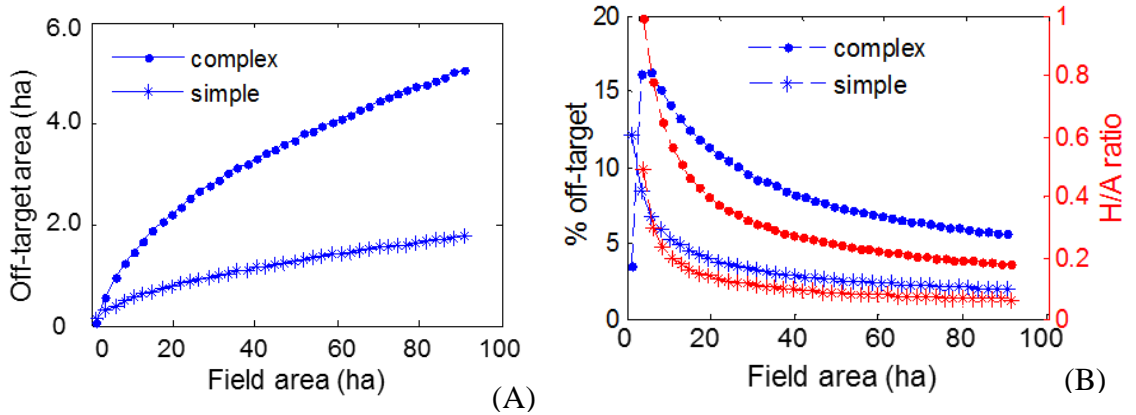 Off-target area (ha)
6.0
4.0
2.0
0
complex
simple
0
20
40
60
80
100
Field area (ha)
(A)
% off-target
20
15
10
5
0
complex
simple
0
20
40
60
80
100
Field area (ha)
1
0.8
0.6
0.4
0.2
0
H/A ratio
(B)